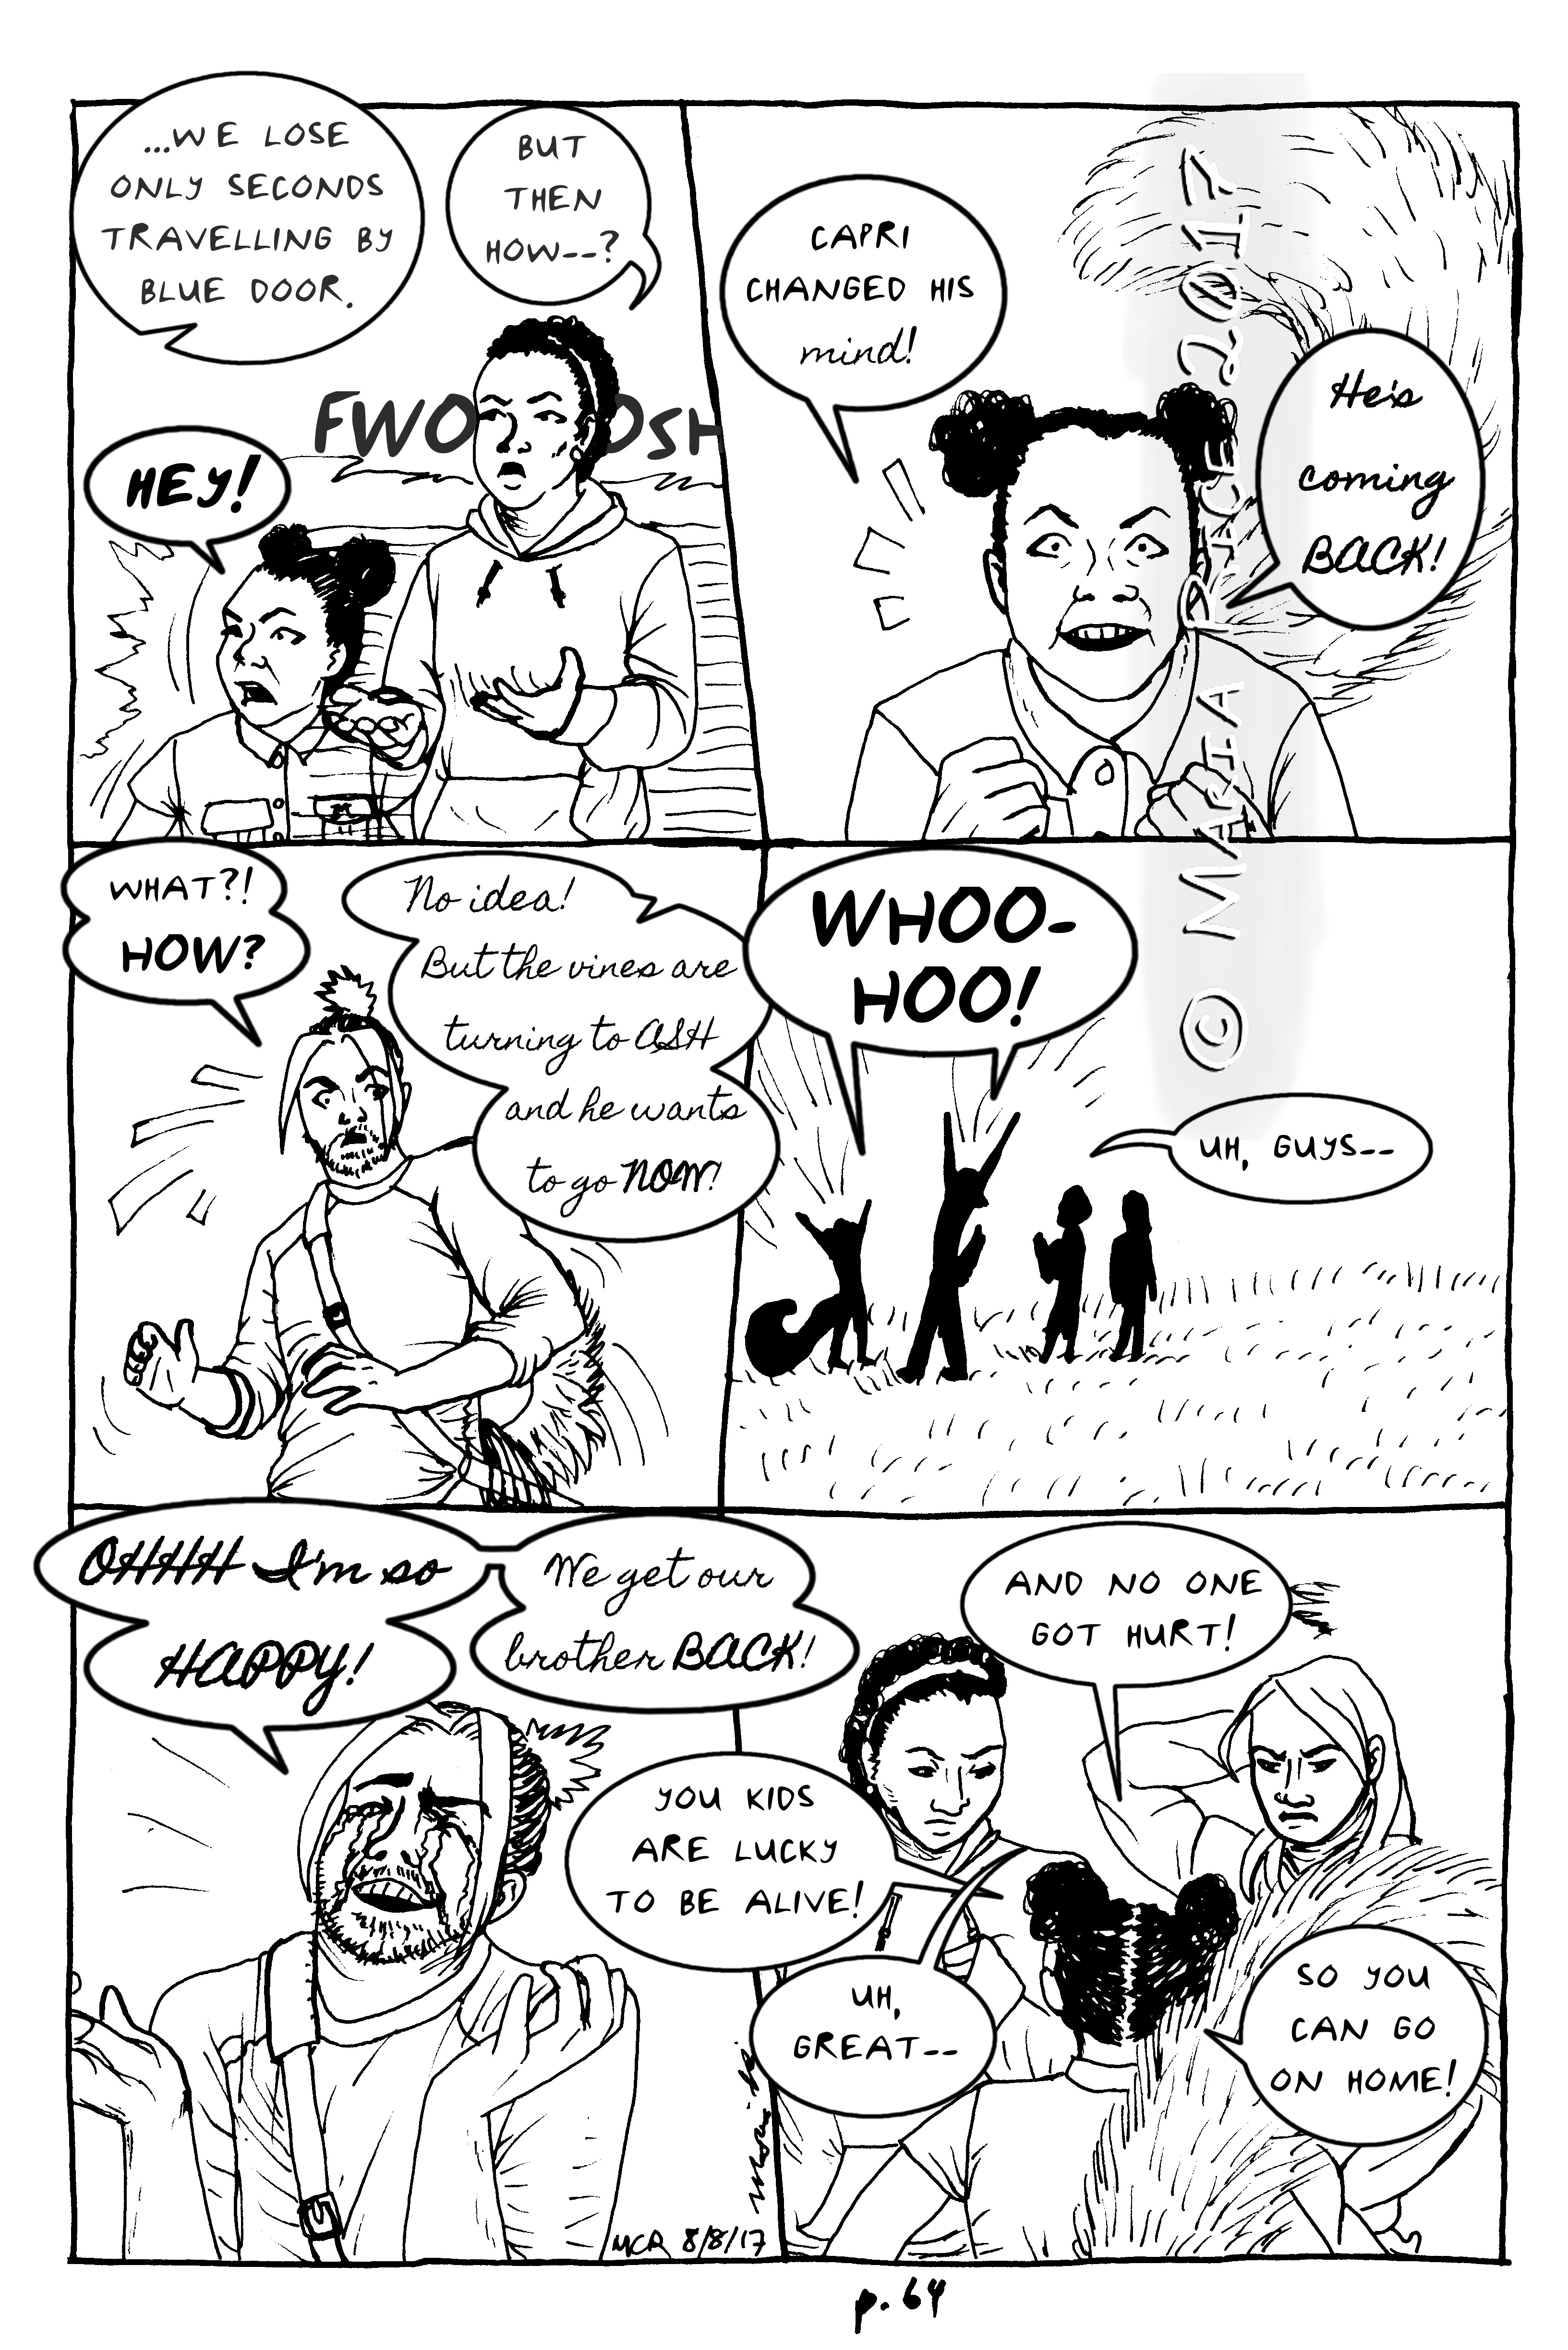 ...WE LOSE
ONLY SECONDS
TRAVELLING BY
BLUE DOOR.
BUT
THEN
HOW--?
HEY!
CAPRI
CHANGED HIS
mind!
He's
coming
BACK!
WHAT?!
HOW?
No idea!
But the vines are
turning to ASH
and he wants
to go NOW!
WHOO-
HOO!
UH, GUYS--
OHHH I'm so
HAPPY!
We get our
brother BACK!
YOU KIDS
ARE LUCKY
TO BE ALIVE!
AND NO ONE
GOT HURT!
UH,
GREAT--
SO YOU
CAN GO
ON HOME!
MCR 8/8/17
p. 64